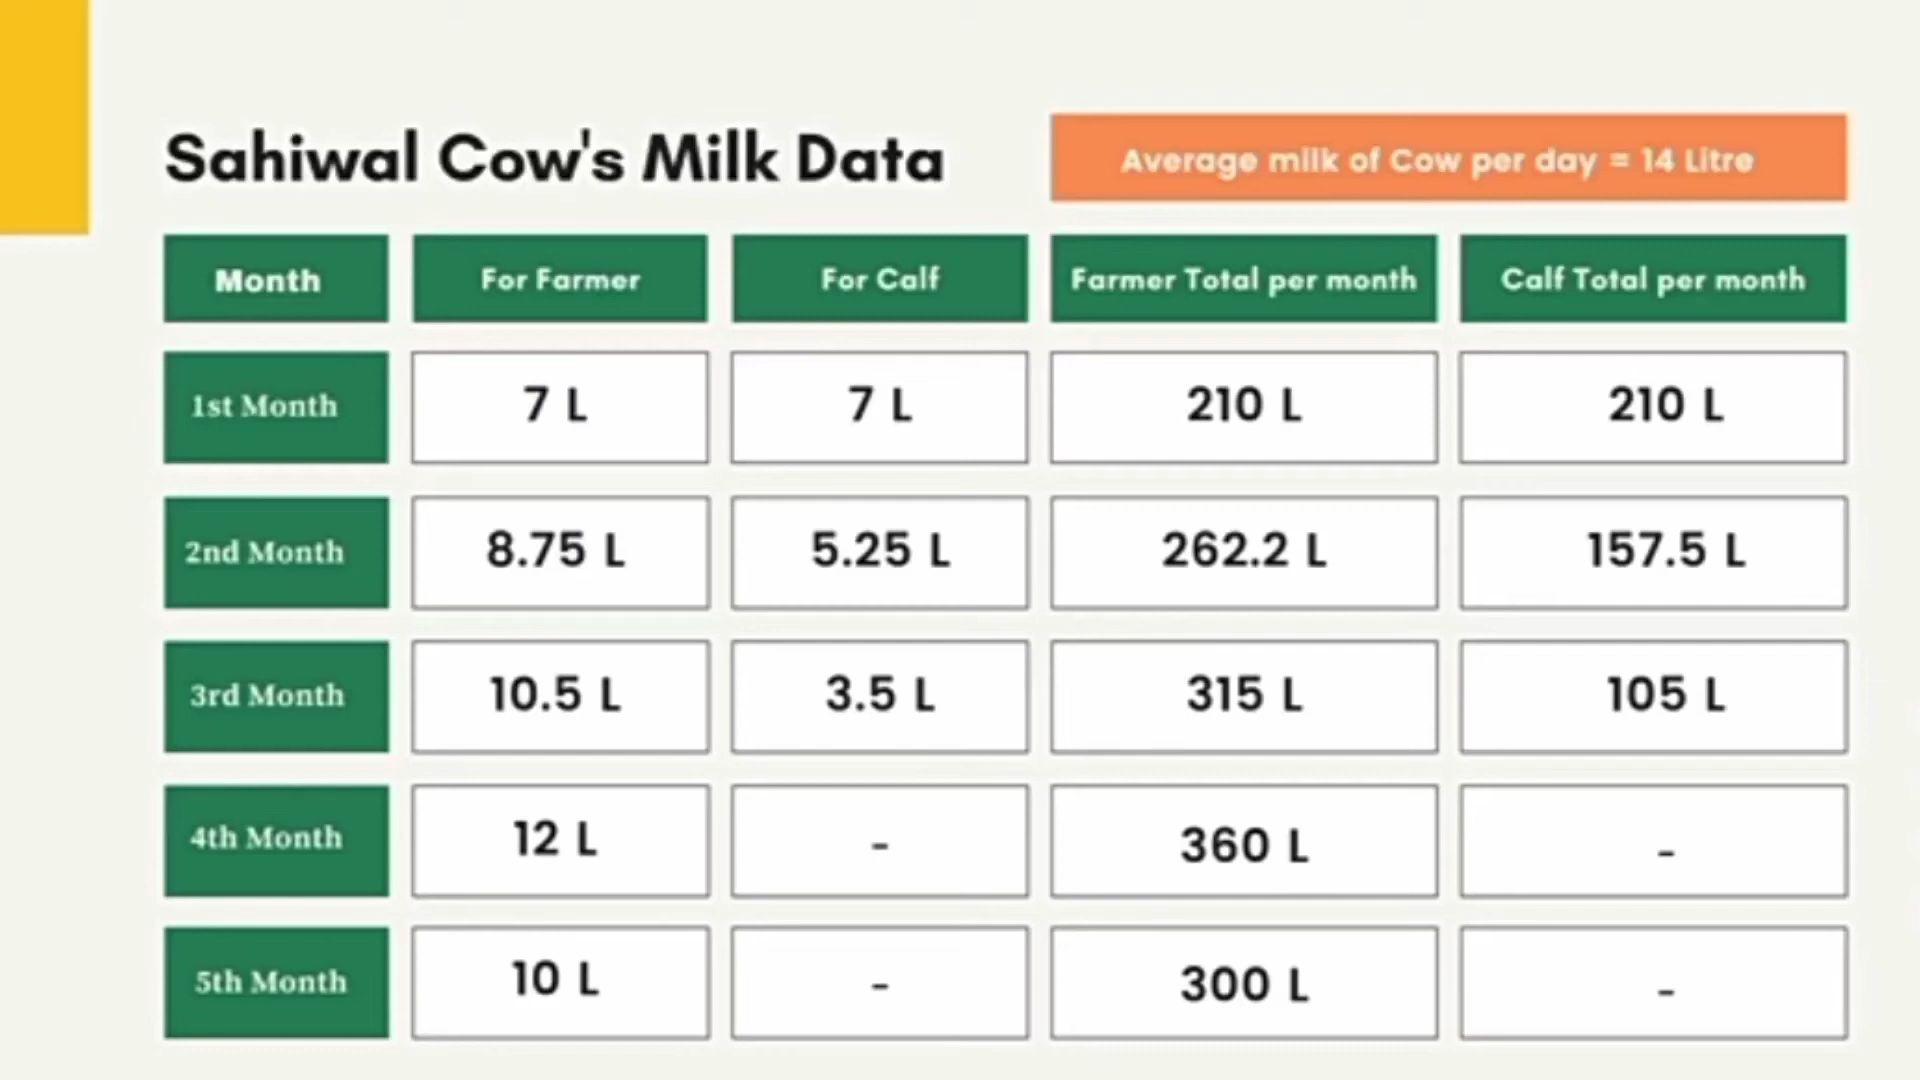 Sahiwal Cow's Milk Data
Average milk of Cow per day = 14 Litre
Month For Farmer For Calf Farmer Total per month Calf Total per month
1st Month 7 L 7 L 210 L 210 L
2nd Month 8.75 L 5.25 L 262.2 L 157.5 L
3rd Month 10.5 L 3.5 L 315 L 105 L
4th Month 12 L - 360 L -
5th Month 10 L - 300 L -